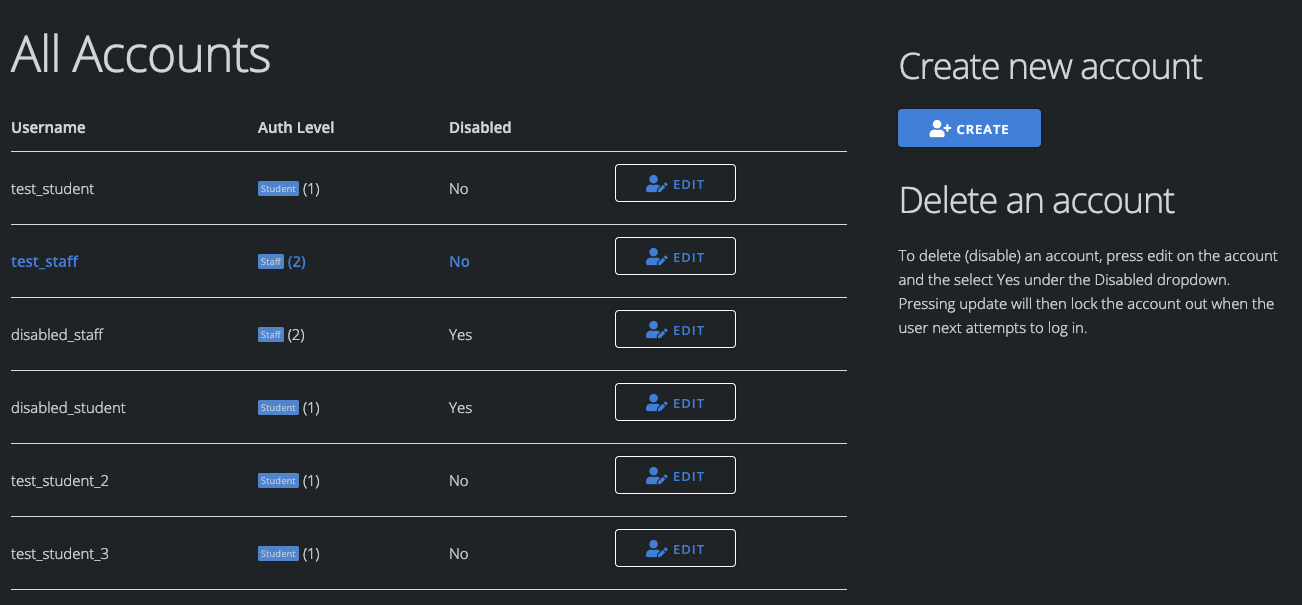 All Accounts
Username Auth Level Disabled
test_student Student (1) No EDIT
test_staff Staff (2) No EDIT
disabled_staff Staff (2) Yes EDIT
disabled_student Student (1) Yes EDIT
test_student_2 Student (1) No EDIT
test_student_3 Student (1) No EDIT
Create new account
CREATE
Delete an account
To delete (disable) an account, press edit on the account
and the select Yes under the Disabled dropdown.
Pressing update will then lock the account out when the
user next attempts to log in.